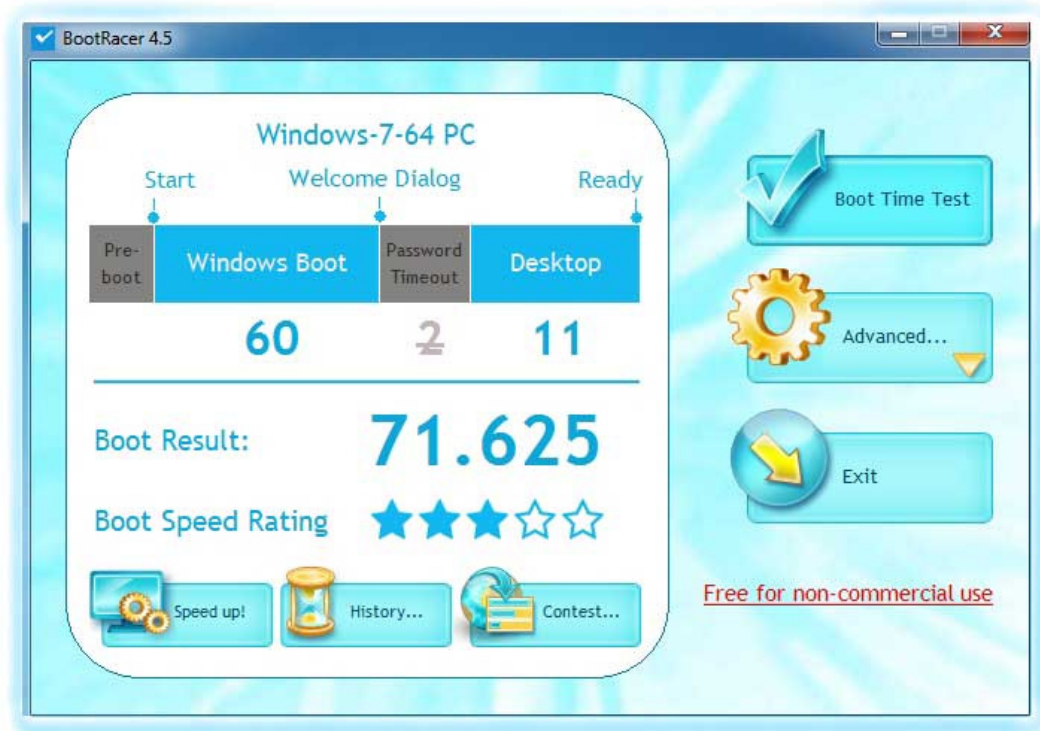 BootRacer 4.5
Windows-7-64 PC
Start Welcome Dialog Ready
Pre-
boot
Windows Boot
Password
Timeout
Desktop
60 2 11
Boot Result: 71.625
Boot Speed Rating
Speed up! History... Contest...
Boot Time Test
Advanced...
Exit
Free for non-commercial use